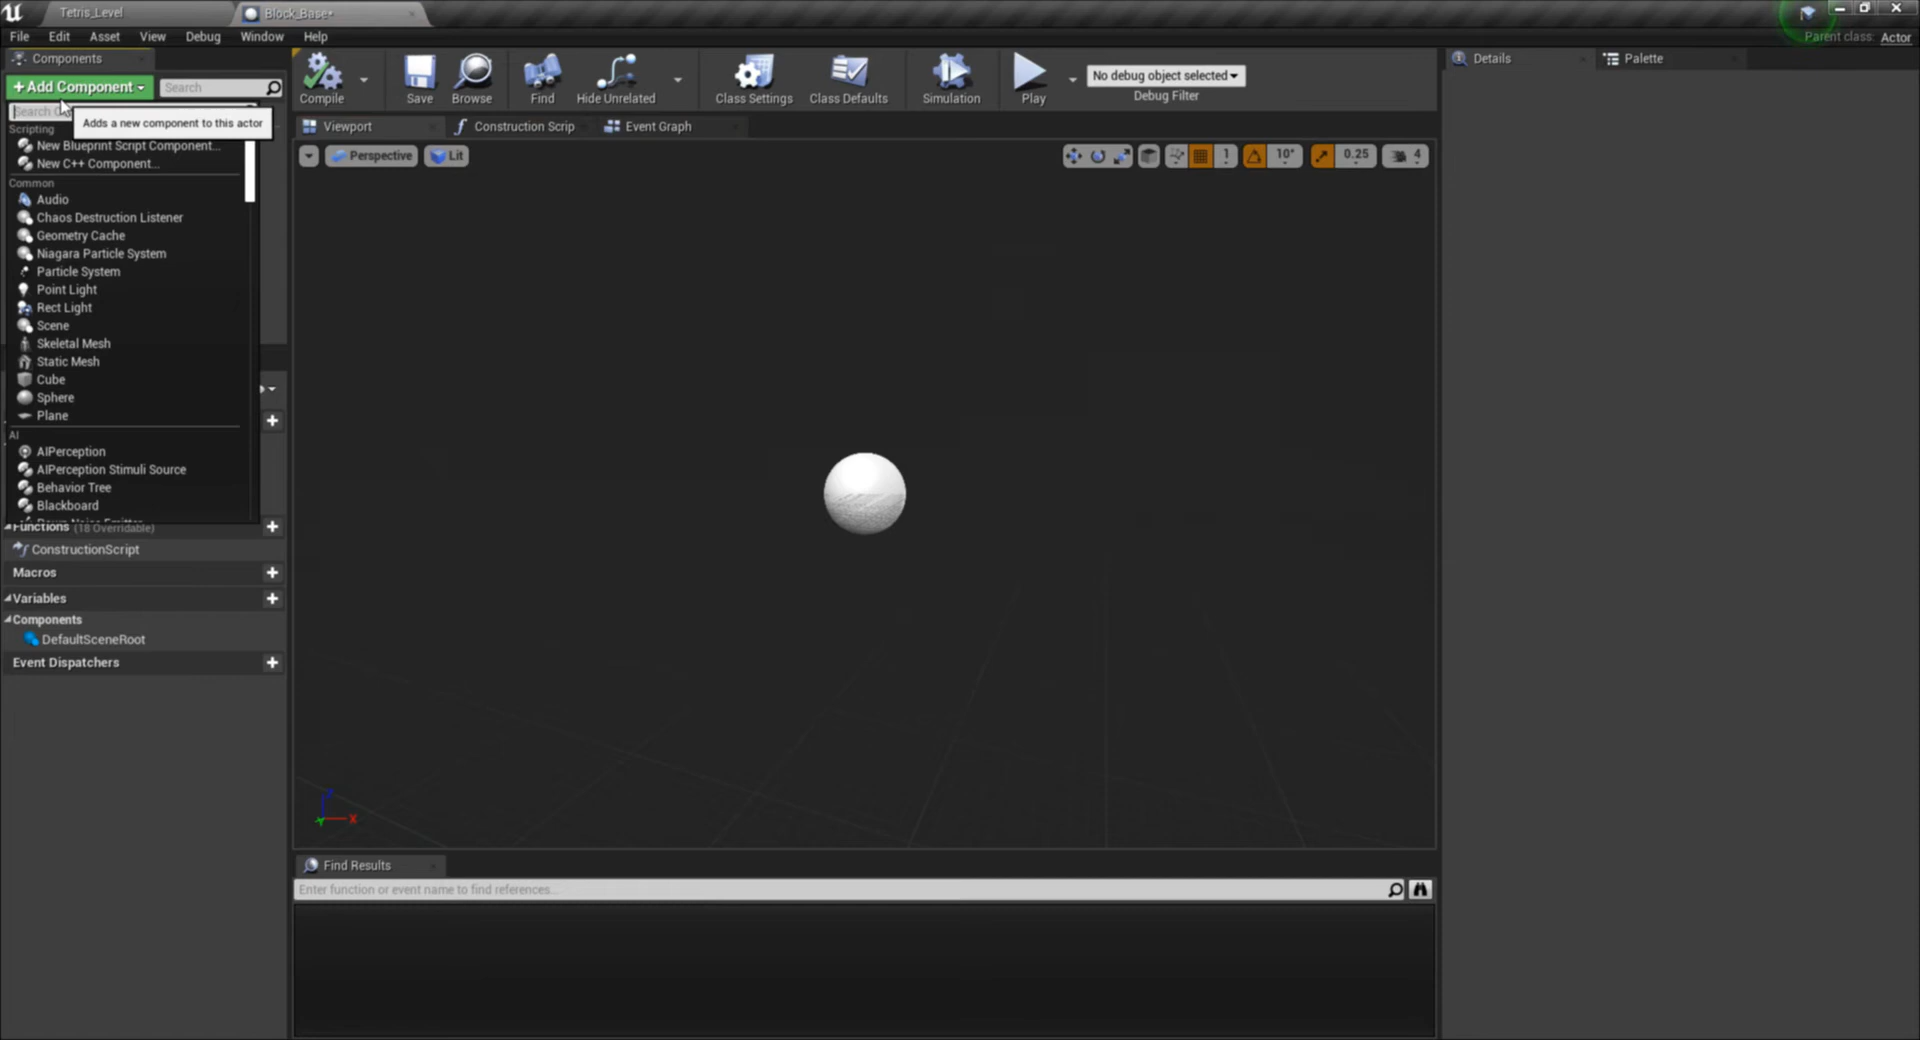 Tetris_Level
Block_Base*
File Edit Asset View Debug Window Help
Parent class: Actor
Components
+Add Component
Search
Search
Adds a new component to this actor
Scripting
New Blueprint Script Component...
New C++ Component...
Common
Audio
Chaos Destruction Listener
Geometry Cache
Niagara Particle System
Particle System
Point Light
Rect Light
Scene
Skeletal Mesh
Static Mesh
Cube
Sphere
Plane
AI
AIPerception
AIPerception Stimuli Source
Behavior Tree
Blackboard
Functions (18 Overridable)
ConstructionScript
Macros
Variables
Components
DefaultSceneRoot
Event Dispatchers
Compile Save Browse Find Hide Unrelated Class Settings Class Defaults Simulation Play
No debug object selected
Debug Filter
Viewport Construction Scrip Event Graph
Perspective Lit
1 10° 0.25 4
Z
Y X
Find Results
Enter function or event name to find references...
Details Palette